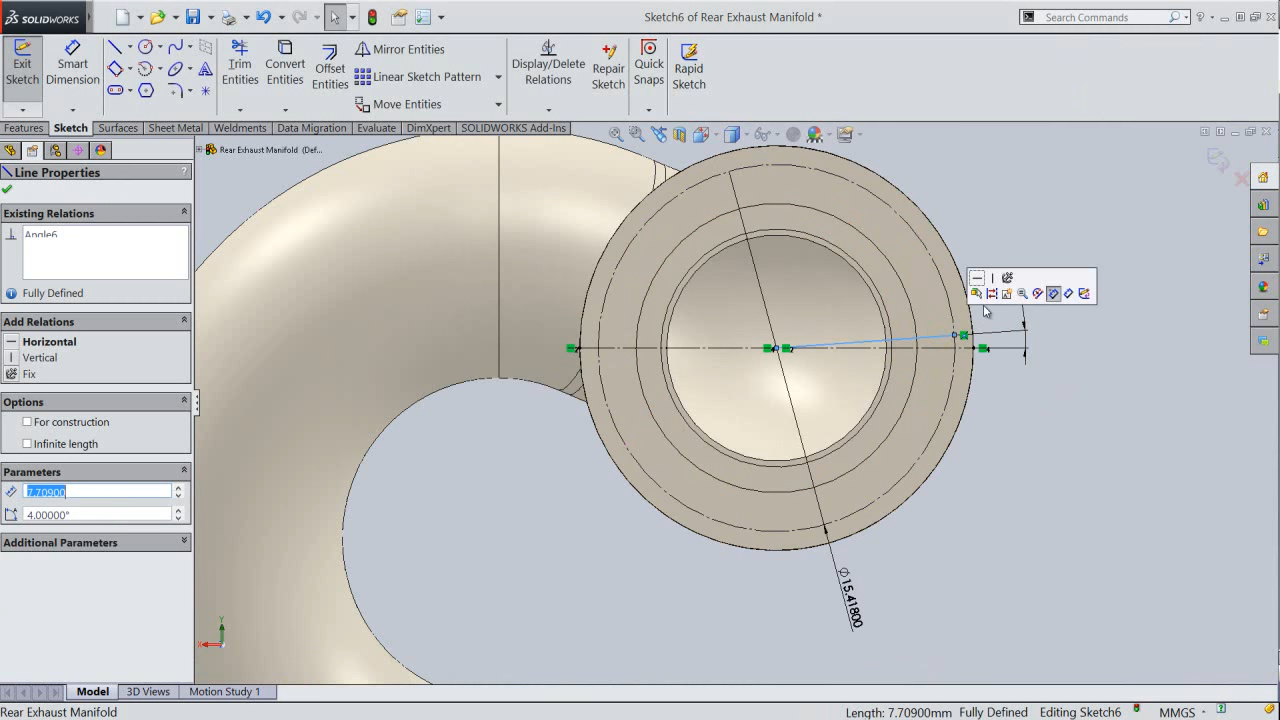 SOLIDWORKS
Sketch6 of Rear Exhaust Manifold *
Search Commands
Exit Sketch
Smart Dimension
Trim Entities
Convert Entities
Offset Entities
Mirror Entities
Linear Sketch Pattern
Move Entities
Display/Delete Relations
Repair Sketch
Quick Snaps
Rapid Sketch
Features
Sketch
Surfaces
Sheet Metal
Weldments
Data Migration
Evaluate
DimXpert
SOLIDWORKS Add-Ins
Rear Exhaust Manifold (Def...
Line Properties
?
Existing Relations
Angle6
Fully Defined
Add Relations
Horizontal
Vertical
Fix
Options
For construction
Infinite length
Parameters
7.70900
4.00000°
Additional Parameters
Ø15.41800
Y
X
Model
3D Views
Motion Study 1
Rear Exhaust Manifold
Length: 7.70900mm
Fully Defined
Editing Sketch6
MMGS